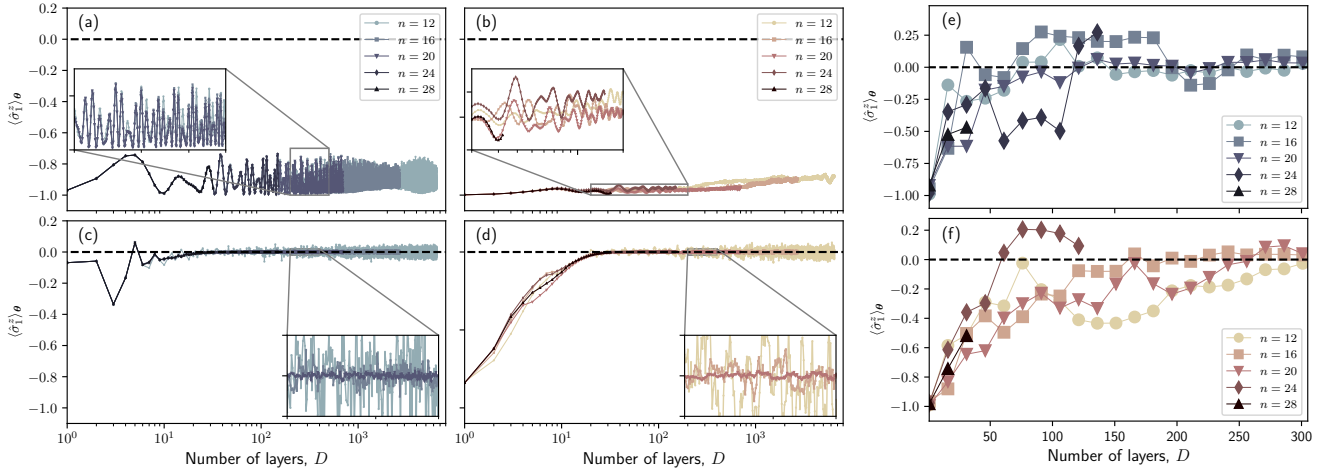 (a)
0.2
0.0
−0.2
−0.4
−0.6
−0.8
−1.0
⟨σ̂₁ᶻ⟩_θ
n = 12
n = 16
n = 20
n = 24
n = 28
(b)
n = 12
n = 16
n = 20
n = 24
n = 28
(c)
0.2
0.0
−0.2
−0.4
−0.6
−0.8
−1.0
⟨σ̂₁ᶻ⟩_θ
10⁰ 10¹ 10² 10³
Number of layers, D
(d)
10⁰ 10¹ 10² 10³
Number of layers, D
(e)
0.25
0.00
−0.25
−0.50
−0.75
−1.00
⟨σ̂₁ᶻ⟩_θ
n = 12
n = 16
n = 20
n = 24
n = 28
(f)
0.2
0.0
−0.2
−0.4
−0.6
−0.8
−1.0
⟨σ̂₁ᶻ⟩_θ
n = 12
n = 16
n = 20
n = 24
n = 28
50 100 150 200 250 300
Number of layers, D